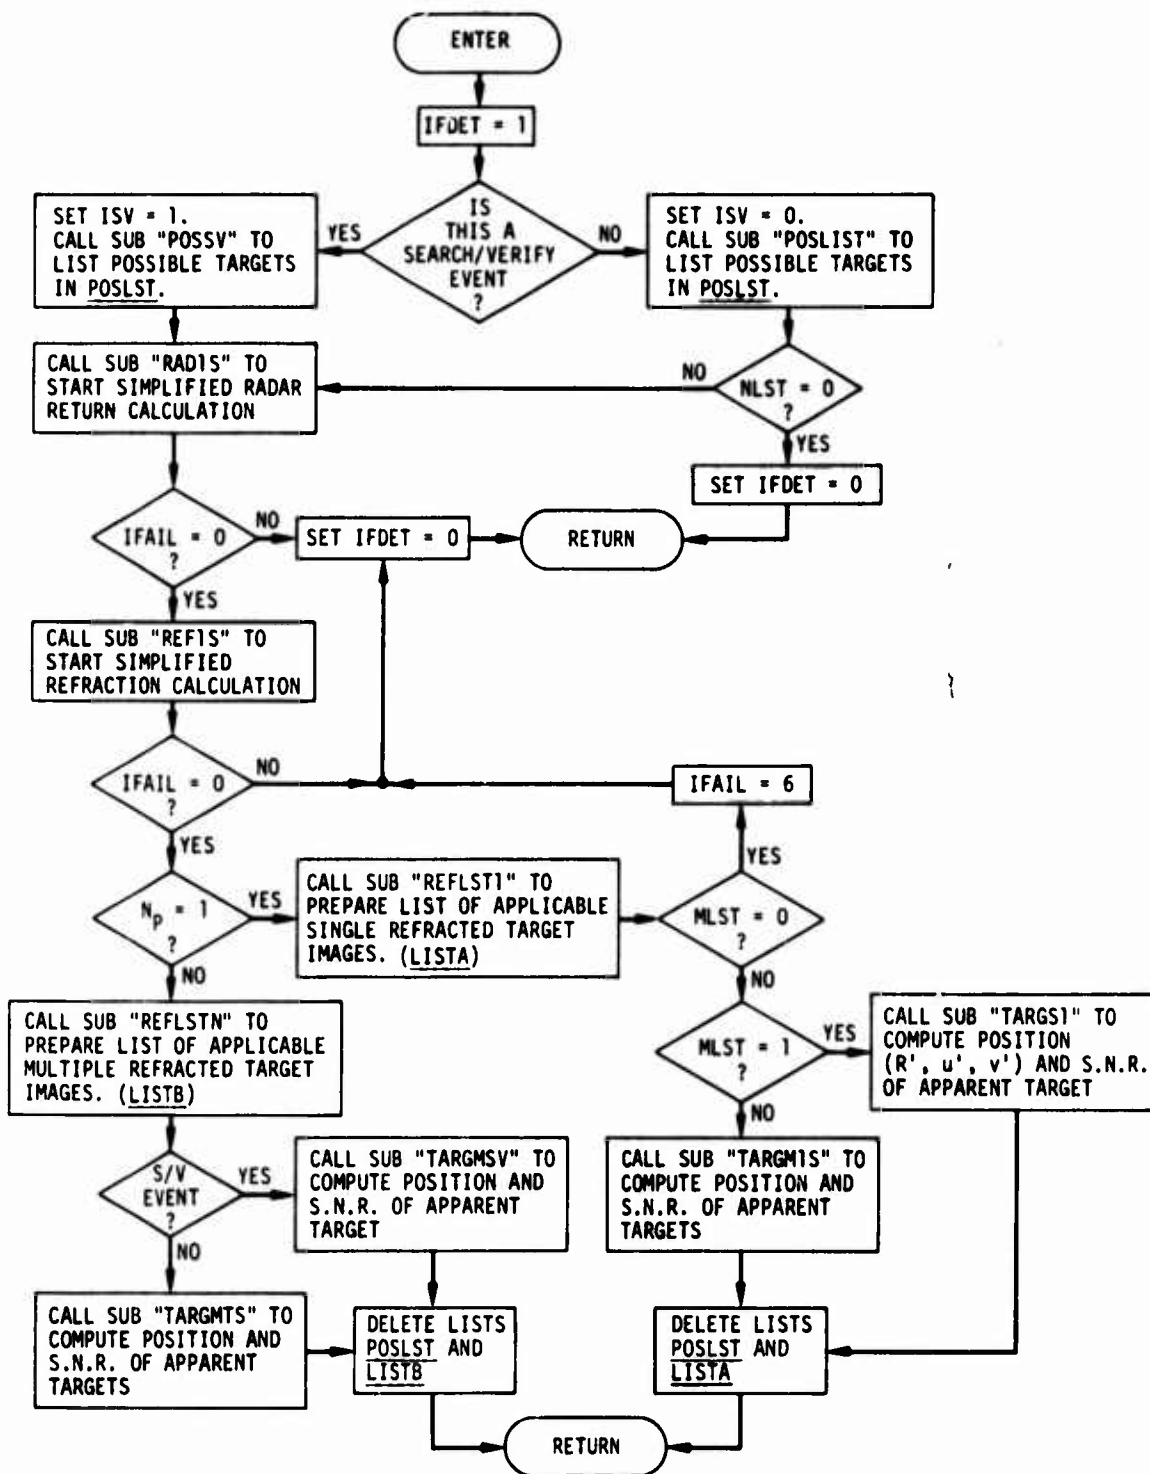 ENTER
IFDET = 1
IS
THIS A
SEARCH/VERIFY
EVENT
?
YES
NO
SET ISV = 1.
CALL SUB "POSSV" TO
LIST POSSIBLE TARGETS
IN POSLST.
SET ISV = 0.
CALL SUB "POSLIST" TO
LIST POSSIBLE TARGETS
IN POSLST.
CALL SUB "RAD1S" TO
START SIMPLIFIED RADAR
RETURN CALCULATION
NO
NLST = 0
?
YES
SET IFDET = 0
IFAIL = 0
?
NO
SET IFDET = 0
RETURN
YES
CALL SUB "REF1S" TO
START SIMPLIFIED
REFRACTION CALCULATION
IFAIL = 0
?
NO
IFAIL = 6
YES
YES
Np = 1
?
YES
CALL SUB "REFLST1" TO
PREPARE LIST OF APPLICABLE
SINGLE REFRACTED TARGET
IMAGES. (LISTA)
MLST = 0
?
NO
NO
CALL SUB "REFLSTN" TO
PREPARE LIST OF APPLICABLE
MULTIPLE REFRACTED TARGET
IMAGES. (LISTB)
MLST = 1
?
YES
CALL SUB "TARGS1" TO
COMPUTE POSITION
(R', u', v') AND S.N.R.
OF APPARENT TARGET
NO
S/V
EVENT
?
YES
CALL SUB "TARGMSV" TO
COMPUTE POSITION AND
S.N.R. OF APPARENT
TARGET
CALL SUB "TARGM1S" TO
COMPUTE POSITION AND
S.N.R. OF APPARENT
TARGETS
NO
CALL SUB "TARGMTS" TO
COMPUTE POSITION AND
S.N.R. OF APPARENT
TARGETS
DELETE LISTS
POSLST AND
LISTB
DELETE LISTS
POSLST AND
LISTA
RETURN